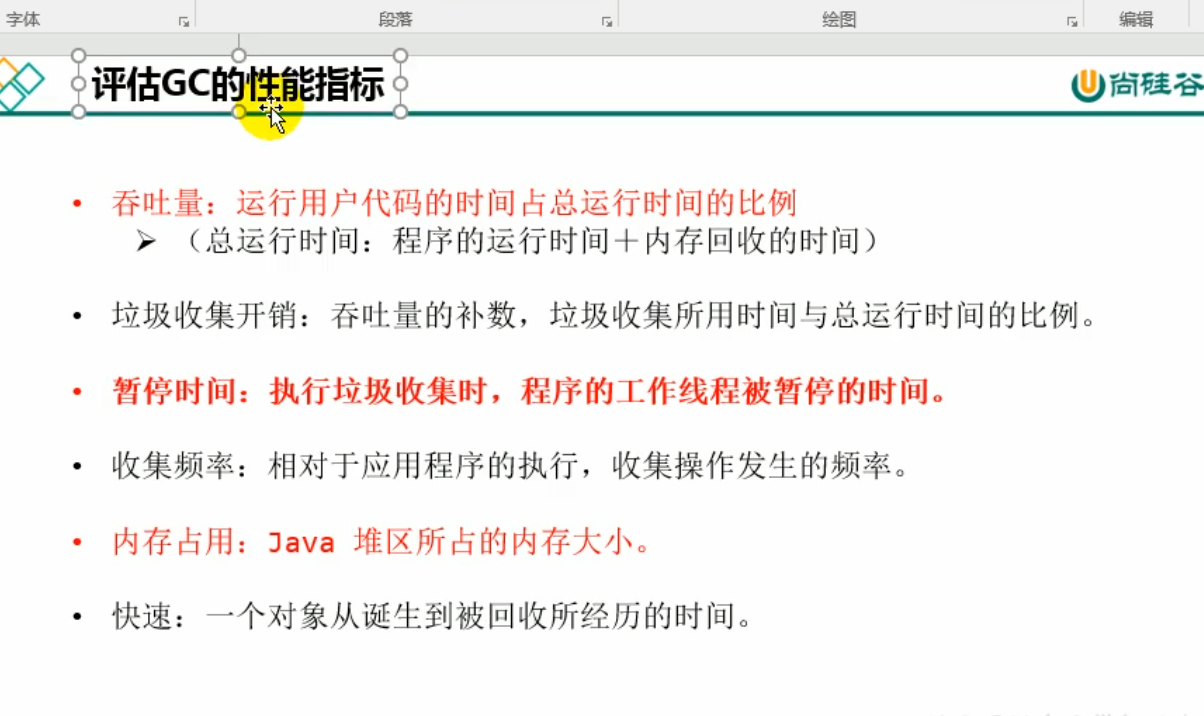 字体 段落 绘图 编辑
评估GC的性能指标
尚硅谷
• 吞吐量：运行用户代码的时间占总运行时间的比例
➢ （总运行时间：程序的运行时间＋内存回收的时间）
• 垃圾收集开销：吞吐量的补数，垃圾收集所用时间与总运行时间的比例。
• 暂停时间：执行垃圾收集时，程序的工作线程被暂停的时间。
• 收集频率：相对于应用程序的执行，收集操作发生的频率。
• 内存占用：Java 堆区所占的内存大小。
• 快速：一个对象从诞生到被回收所经历的时间。